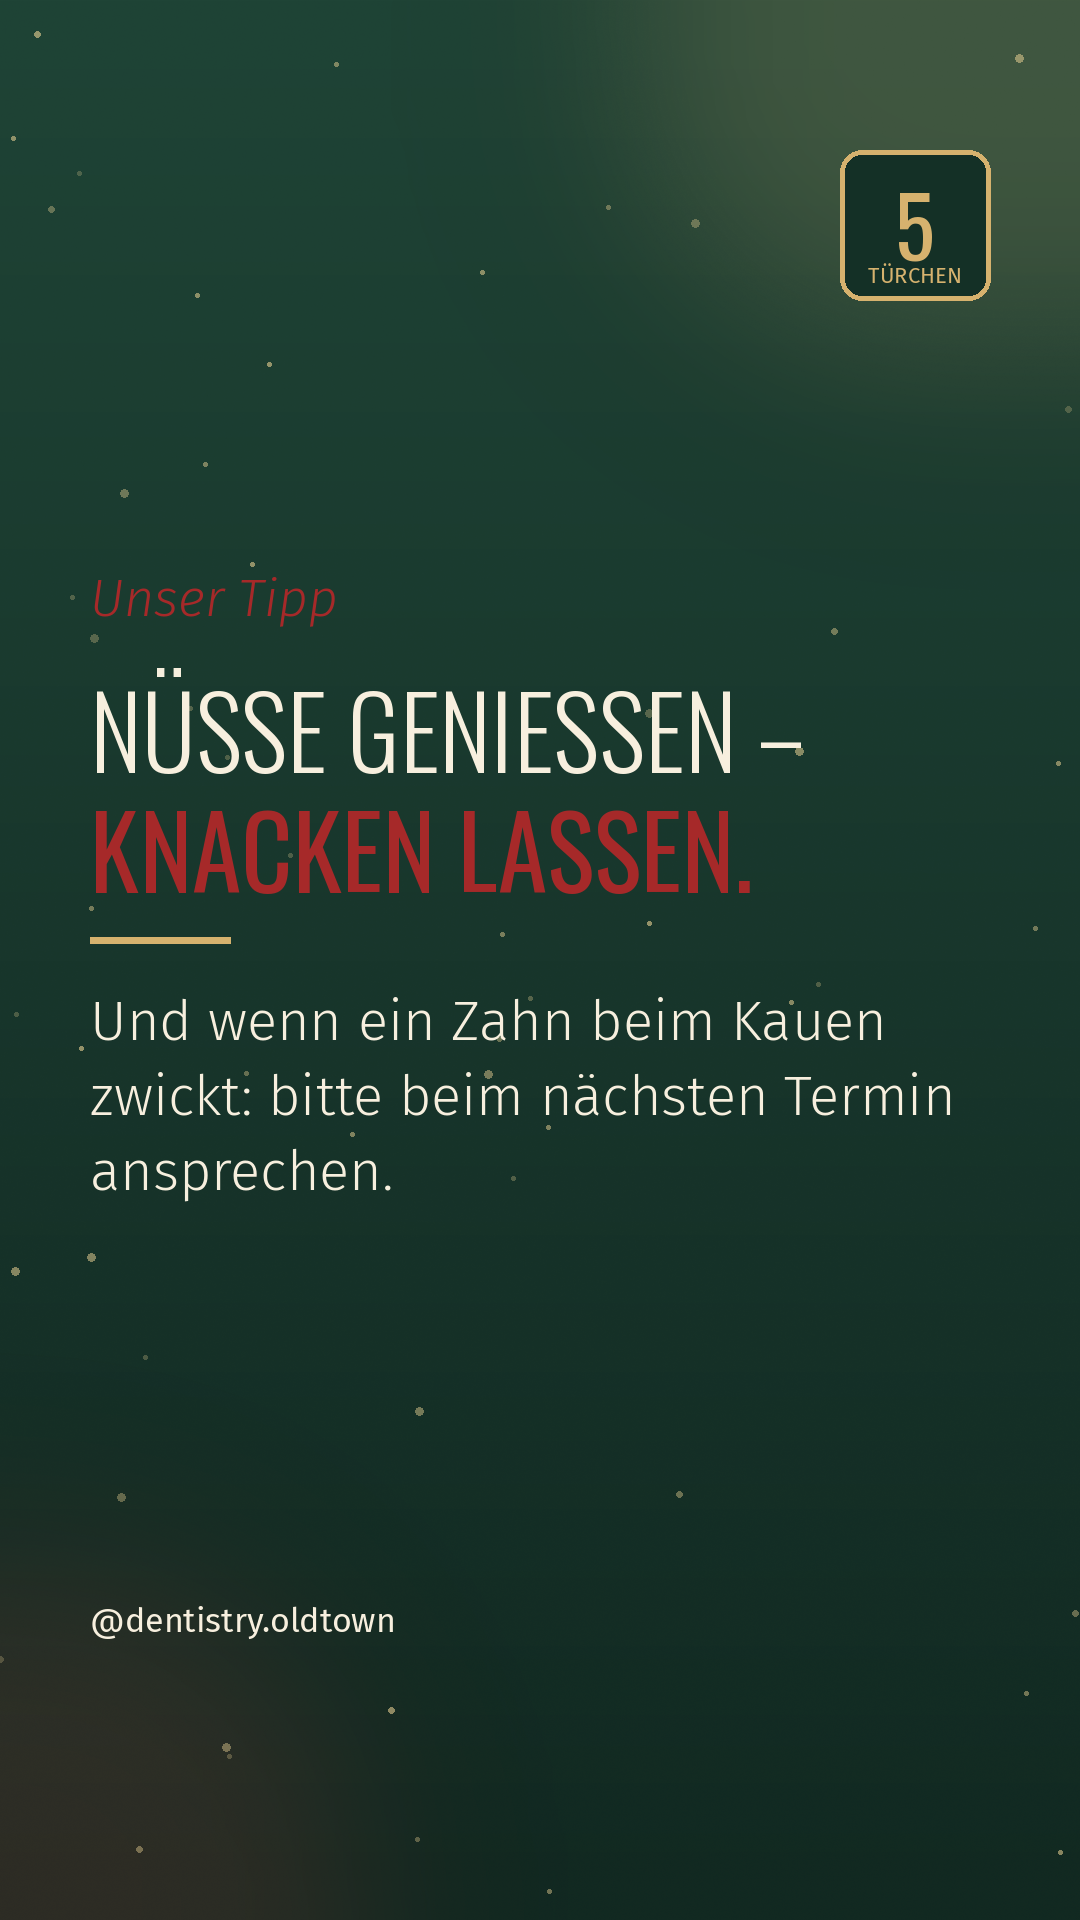 5
TÜRCHEN
Unser Tipp
NÜSSE GENIESSEN –
KNACKEN LASSEN.
Und wenn ein Zahn beim Kauen
zwickt: bitte beim nächsten Termin
ansprechen.
@dentistry.oldtown